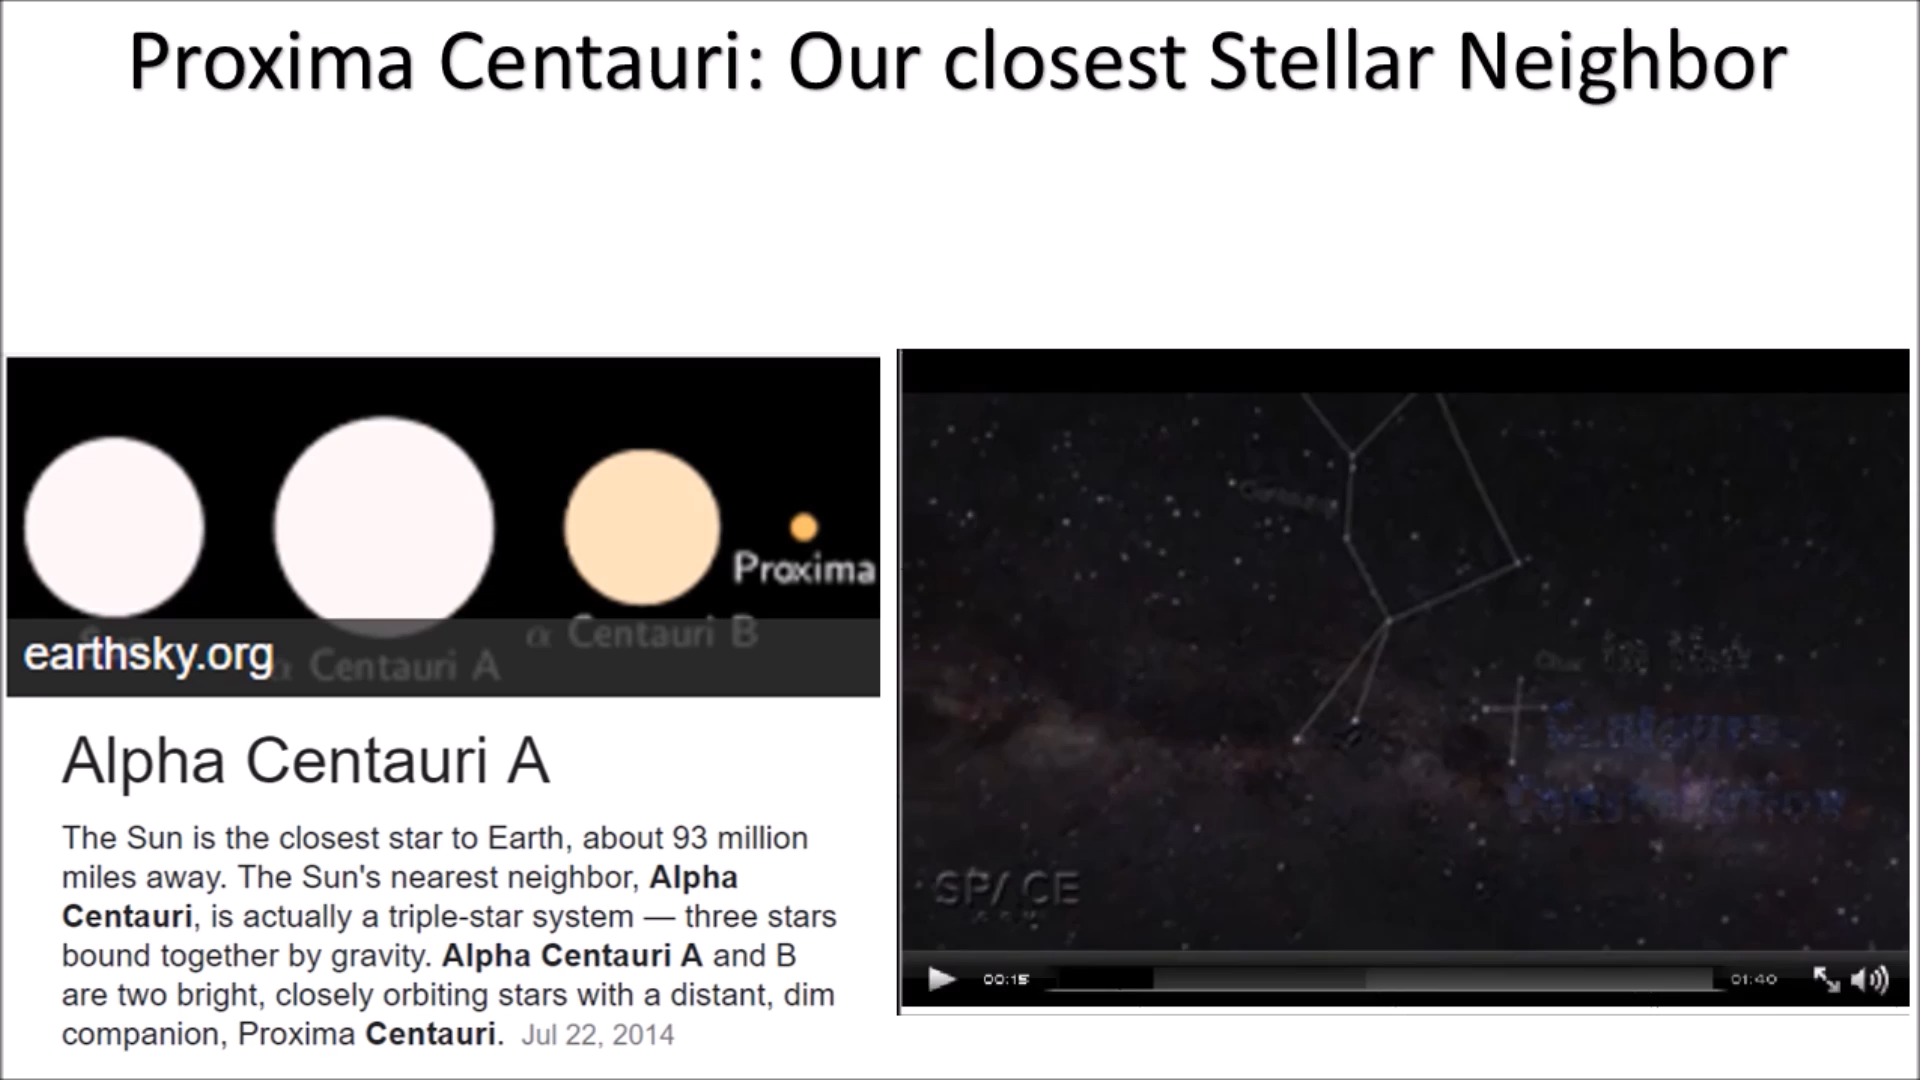 Proxima Centauri: Our closest Stellar Neighbor
Proxima
α Centauri B
earthsky.org
α Centauri A
Alpha Centauri A
The Sun is the closest star to Earth, about 93 million
miles away. The Sun's nearest neighbor, Alpha
Centauri, is actually a triple-star system — three stars
bound together by gravity. Alpha Centauri A and B
are two bright, closely orbiting stars with a distant, dim
companion, Proxima Centauri. Jul 22, 2014
SPACE
00:15
01:40